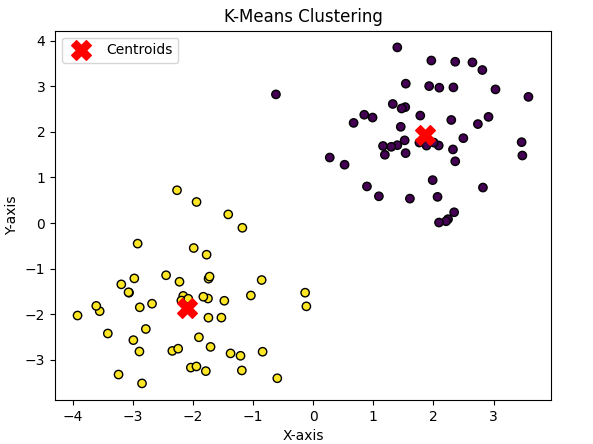 K-Means Clustering
Centroids
4
3
2
1
0
−1
−2
−3
Y-axis
−4 −3 −2 −1 0 1 2 3
X-axis